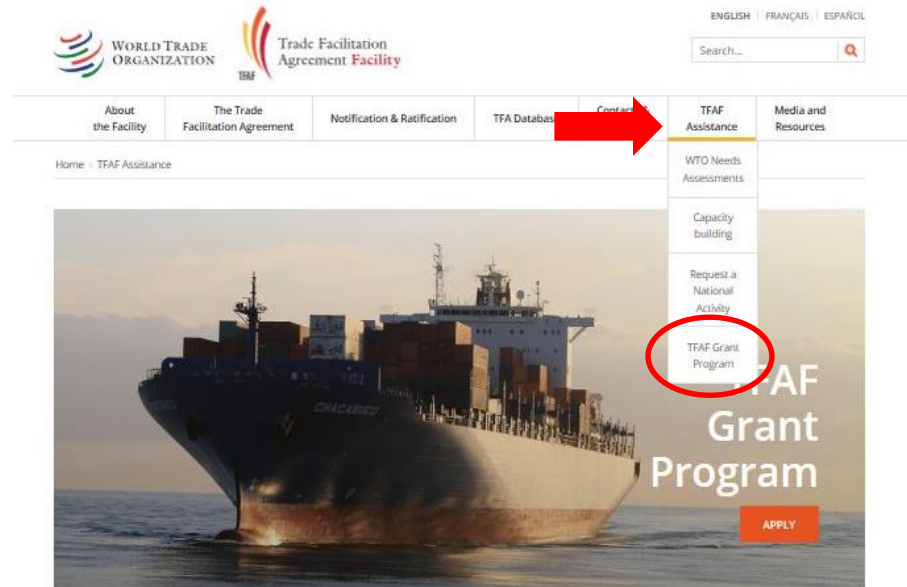 ENGLISH | FRANÇAIS | ESPAÑOL
WORLD TRADE
ORGANIZATION
TFAF
Trade Facilitation
Agreement Facility
Search...
About
the Facility
The Trade
Facilitation Agreement
Notification & Ratification
TFA Databas
Contacts &
TFAF
Assistance
Media and
Resources
Home › TFAF Assistance
WTO Needs
Assessments
Capacity
building
Request a
National
Activity
TFAF Grant
Program
CHACABUCO
TFAF
Grant
Program
APPLY